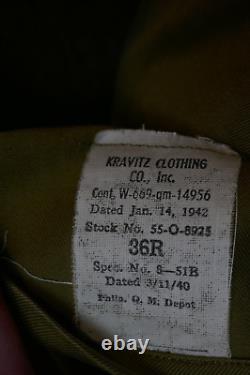 KRAVITZ CLOTHING
CO., Inc.
Cont. W-669-qm-14956
Dated Jan. 14, 1942
Stock No. 55-O-8925
36R
Spec. No. 8-51B
Dated 3/11/40
Phila. Q. M. Depot